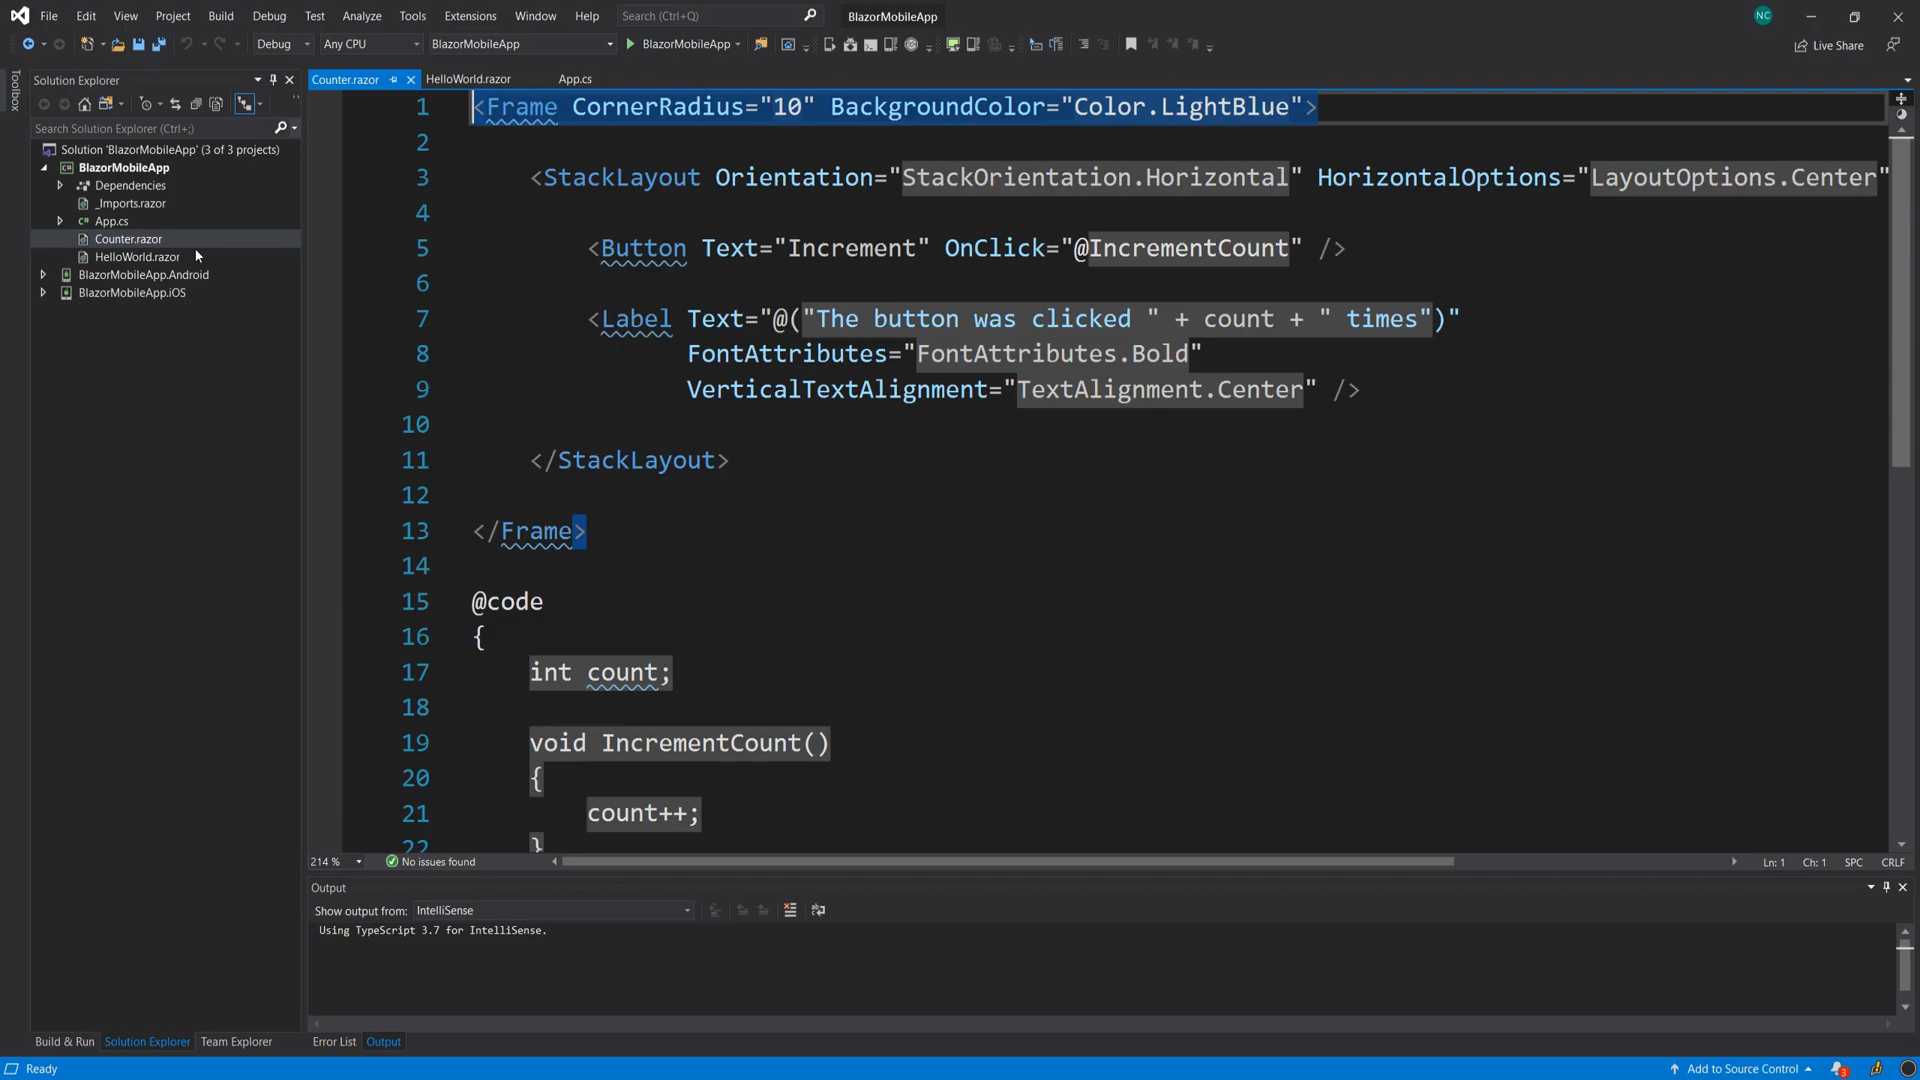 File Edit View Project Build Debug Test Analyze Tools Extensions Window Help Search (Ctrl+Q) BlazorMobileApp NC
Debug Any CPU BlazorMobileApp BlazorMobileApp Live Share
Toolbox
Solution Explorer
Search Solution Explorer (Ctrl+;)
Solution 'BlazorMobileApp' (3 of 3 projects)
BlazorMobileApp
Dependencies
_Imports.razor
C# App.cs
Counter.razor
HelloWorld.razor
BlazorMobileApp.Android
BlazorMobileApp.iOS
Build & Run Solution Explorer Team Explorer
Counter.razor HelloWorld.razor App.cs
1 <Frame CornerRadius="10" BackgroundColor="Color.LightBlue">
2
3 <StackLayout Orientation="StackOrientation.Horizontal" HorizontalOptions="LayoutOptions.Center"
4
5 <Button Text="Increment" OnClick="@IncrementCount" />
6
7 <Label Text="@("The button was clicked " + count + " times")"
8 FontAttributes="FontAttributes.Bold"
9 VerticalTextAlignment="TextAlignment.Center" />
10
11 </StackLayout>
12
13 </Frame>
14
15 @code
16 {
17 int count;
18
19 void IncrementCount()
20 {
21 count++;
22 }
214 % No issues found Ln: 1 Ch: 1 SPC CRLF
Output
Show output from: IntelliSense
Using TypeScript 3.7 for IntelliSense.
Error List Output
Ready Add to Source Control 3